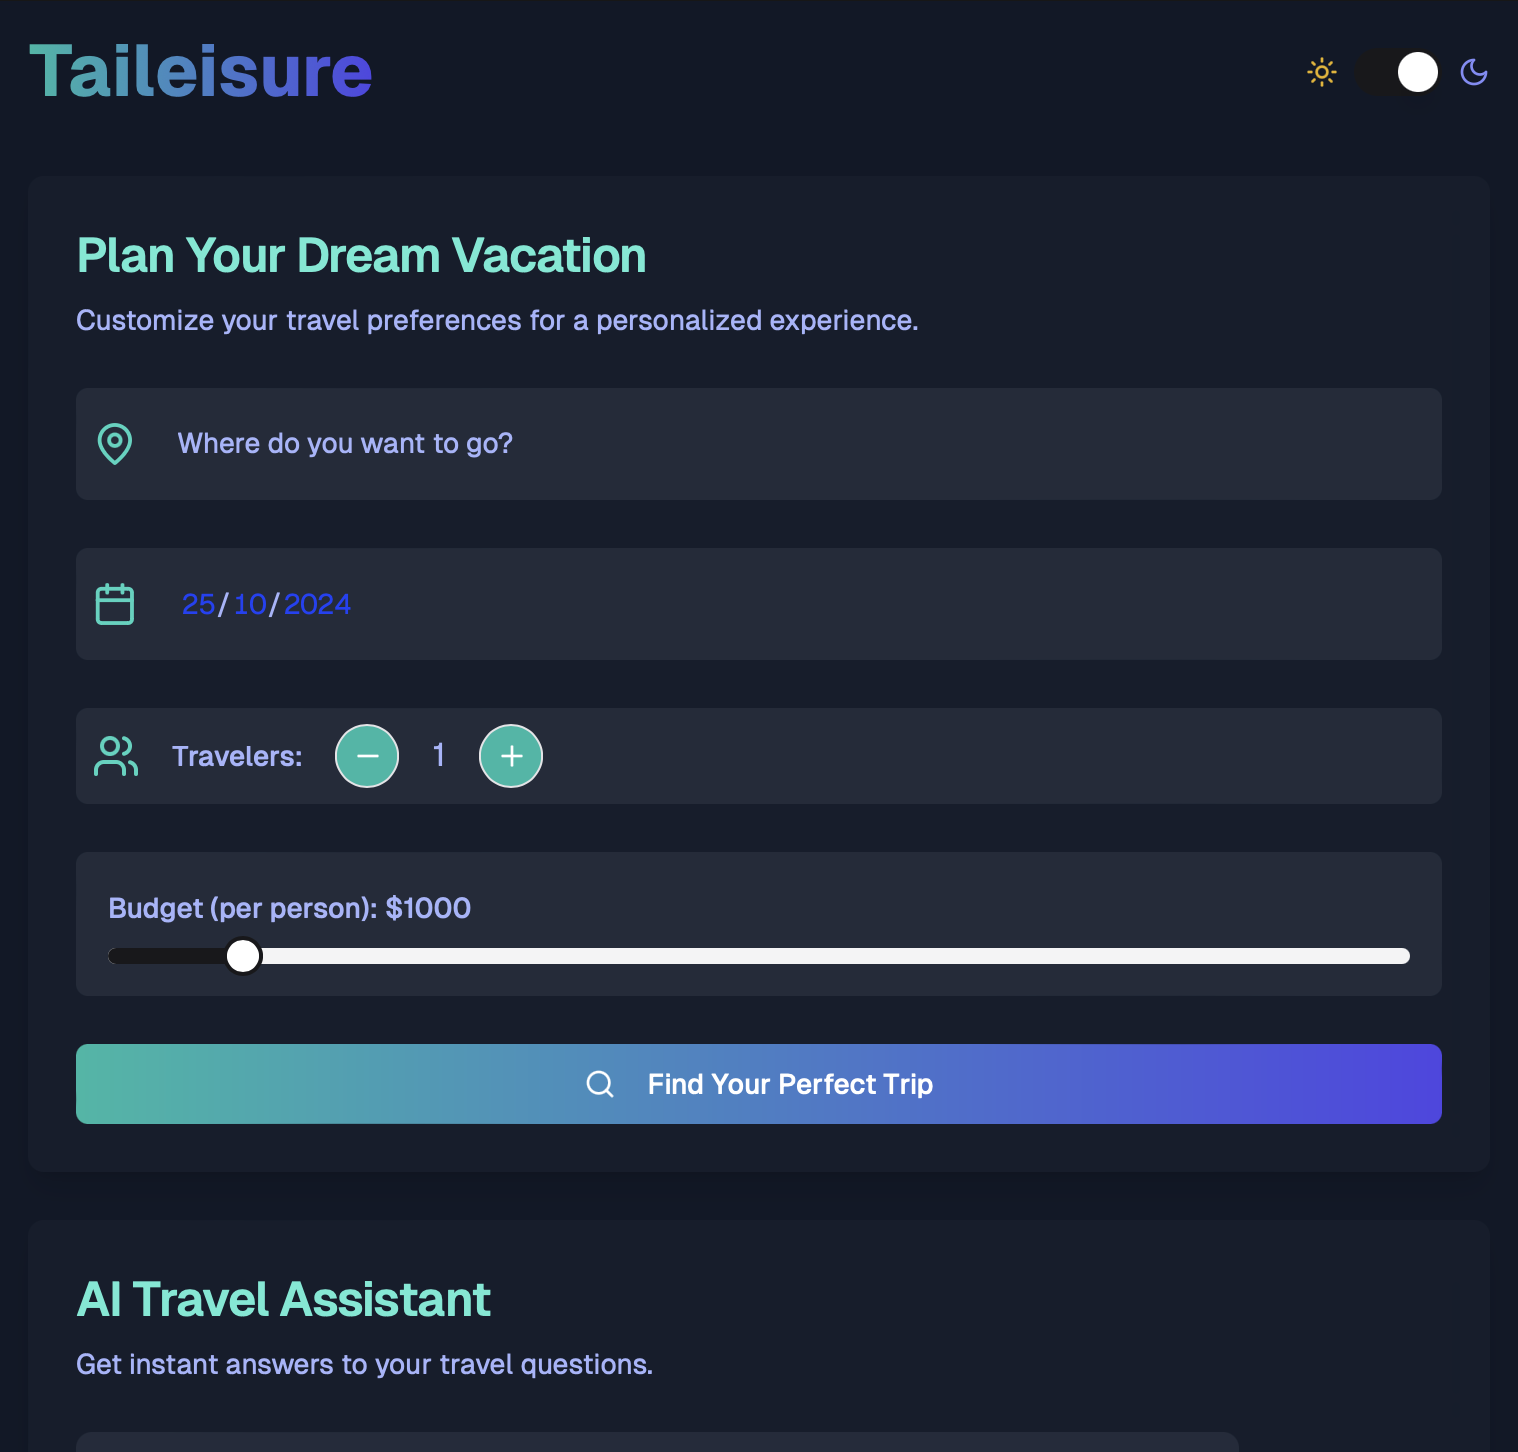 Taileisure
Plan Your Dream Vacation
Customize your travel preferences for a personalized experience.
Where do you want to go?
25/10/2024
Travelers: 1
Budget (per person): $1000
Find Your Perfect Trip
AI Travel Assistant
Get instant answers to your travel questions.